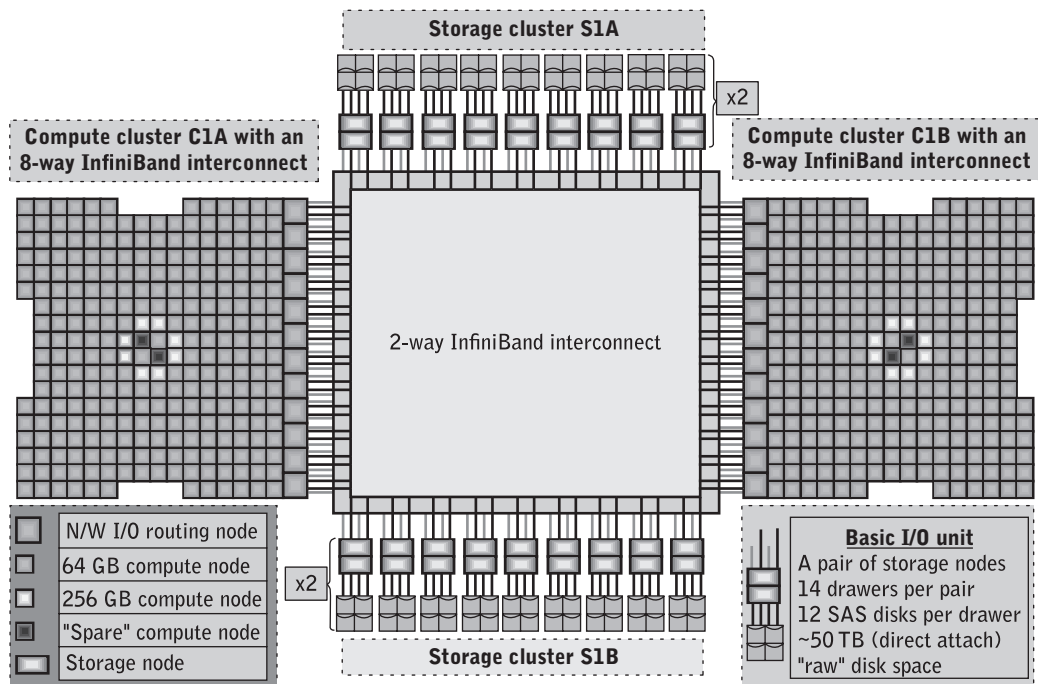 Storage cluster S1A
x2
Compute cluster C1A with an
8-way InfiniBand interconnect
Compute cluster C1B with an
8-way InfiniBand interconnect
2-way InfiniBand interconnect
N/W I/O routing node
64 GB compute node
256 GB compute node
"Spare" compute node
Storage node
x2
Storage cluster S1B
Basic I/O unit
A pair of storage nodes
14 drawers per pair
12 SAS disks per drawer
~50 TB (direct attach)
"raw" disk space